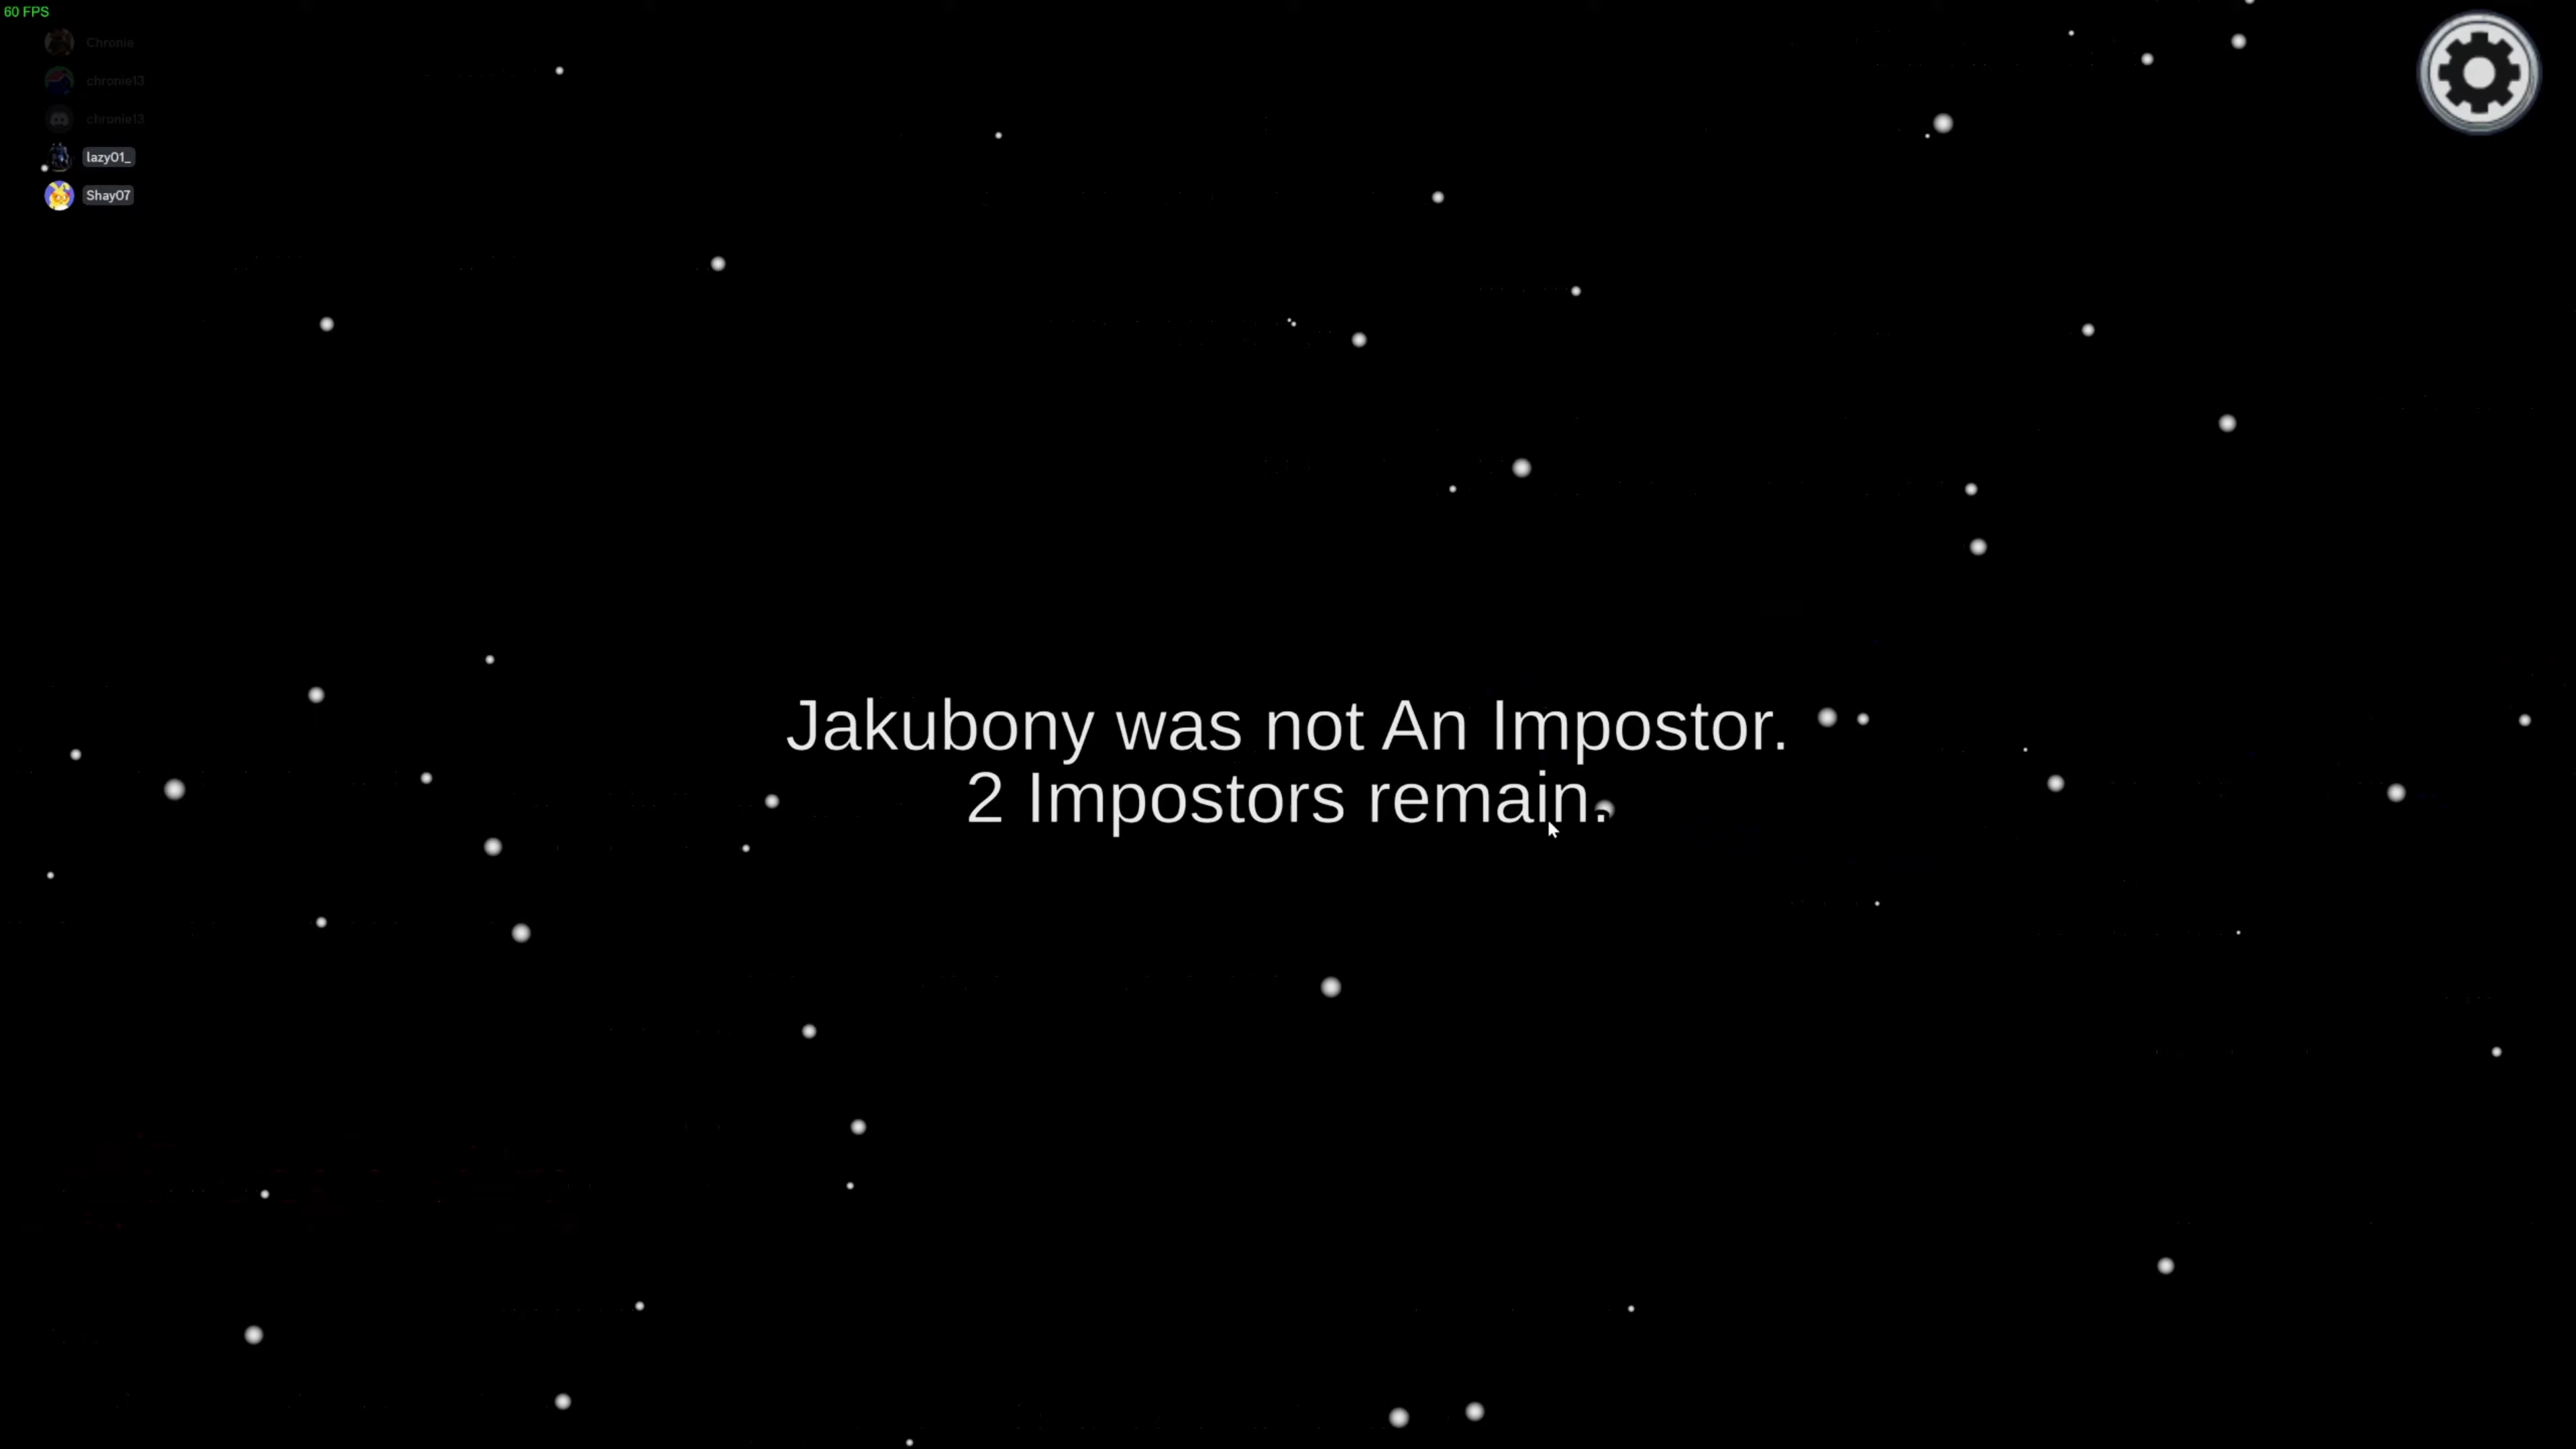 60 FPS
Chronie
chronie13
chronie13
lazy01_
Shay07
Jakubony was not An Impostor.
2 Impostors remain.